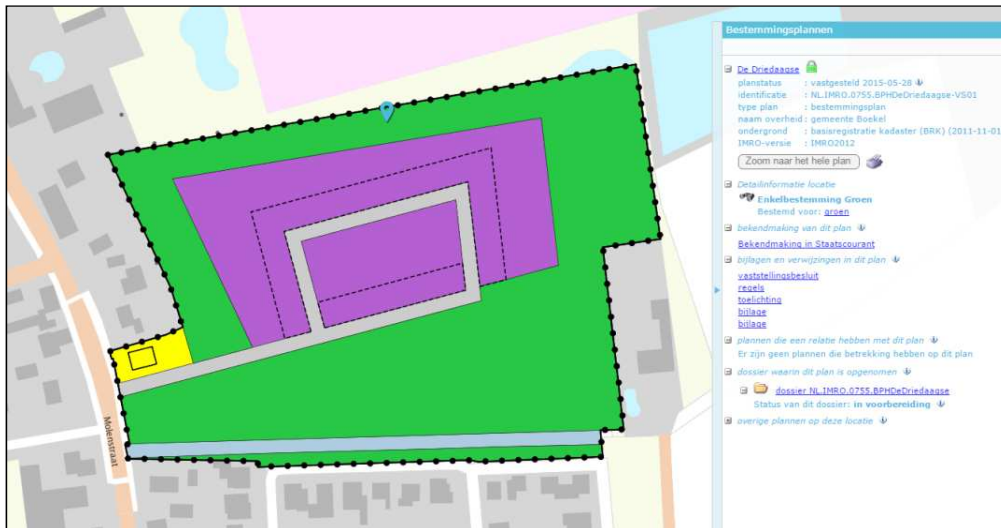 Molenstraat
Bestemmingsplannen
De Driedaagse
planstatus : vastgesteld 2015-05-28
identificatie : NL.IMRO.0755.BPHDeDriedaagse-VS01
type plan : bestemmingsplan
naam overheid : gemeente Boekel
ondergrond : basisregistratie kadaster (BRK) (2011-11-01
IMRO-versie : IMRO2012
Zoom naar het hele plan
Detailinformatie locatie
Enkelbestemming Groen
Bestemd voor: groen
bekendmaking van dit plan
Bekendmaking in Staatscourant
bijlagen en verwijzingen in dit plan
vaststellingsbesluit
regels
toelichting
bijlage
bijlage
plannen die een relatie hebben met dit plan
Er zijn geen plannen die betrekking hebben op dit plan
dossier waarin dit plan is opgenomen
dossier NL.IMRO.0755.BPHDeDriedaagse
Status van dit dossier: in voorbereiding
overige plannen op deze locatie